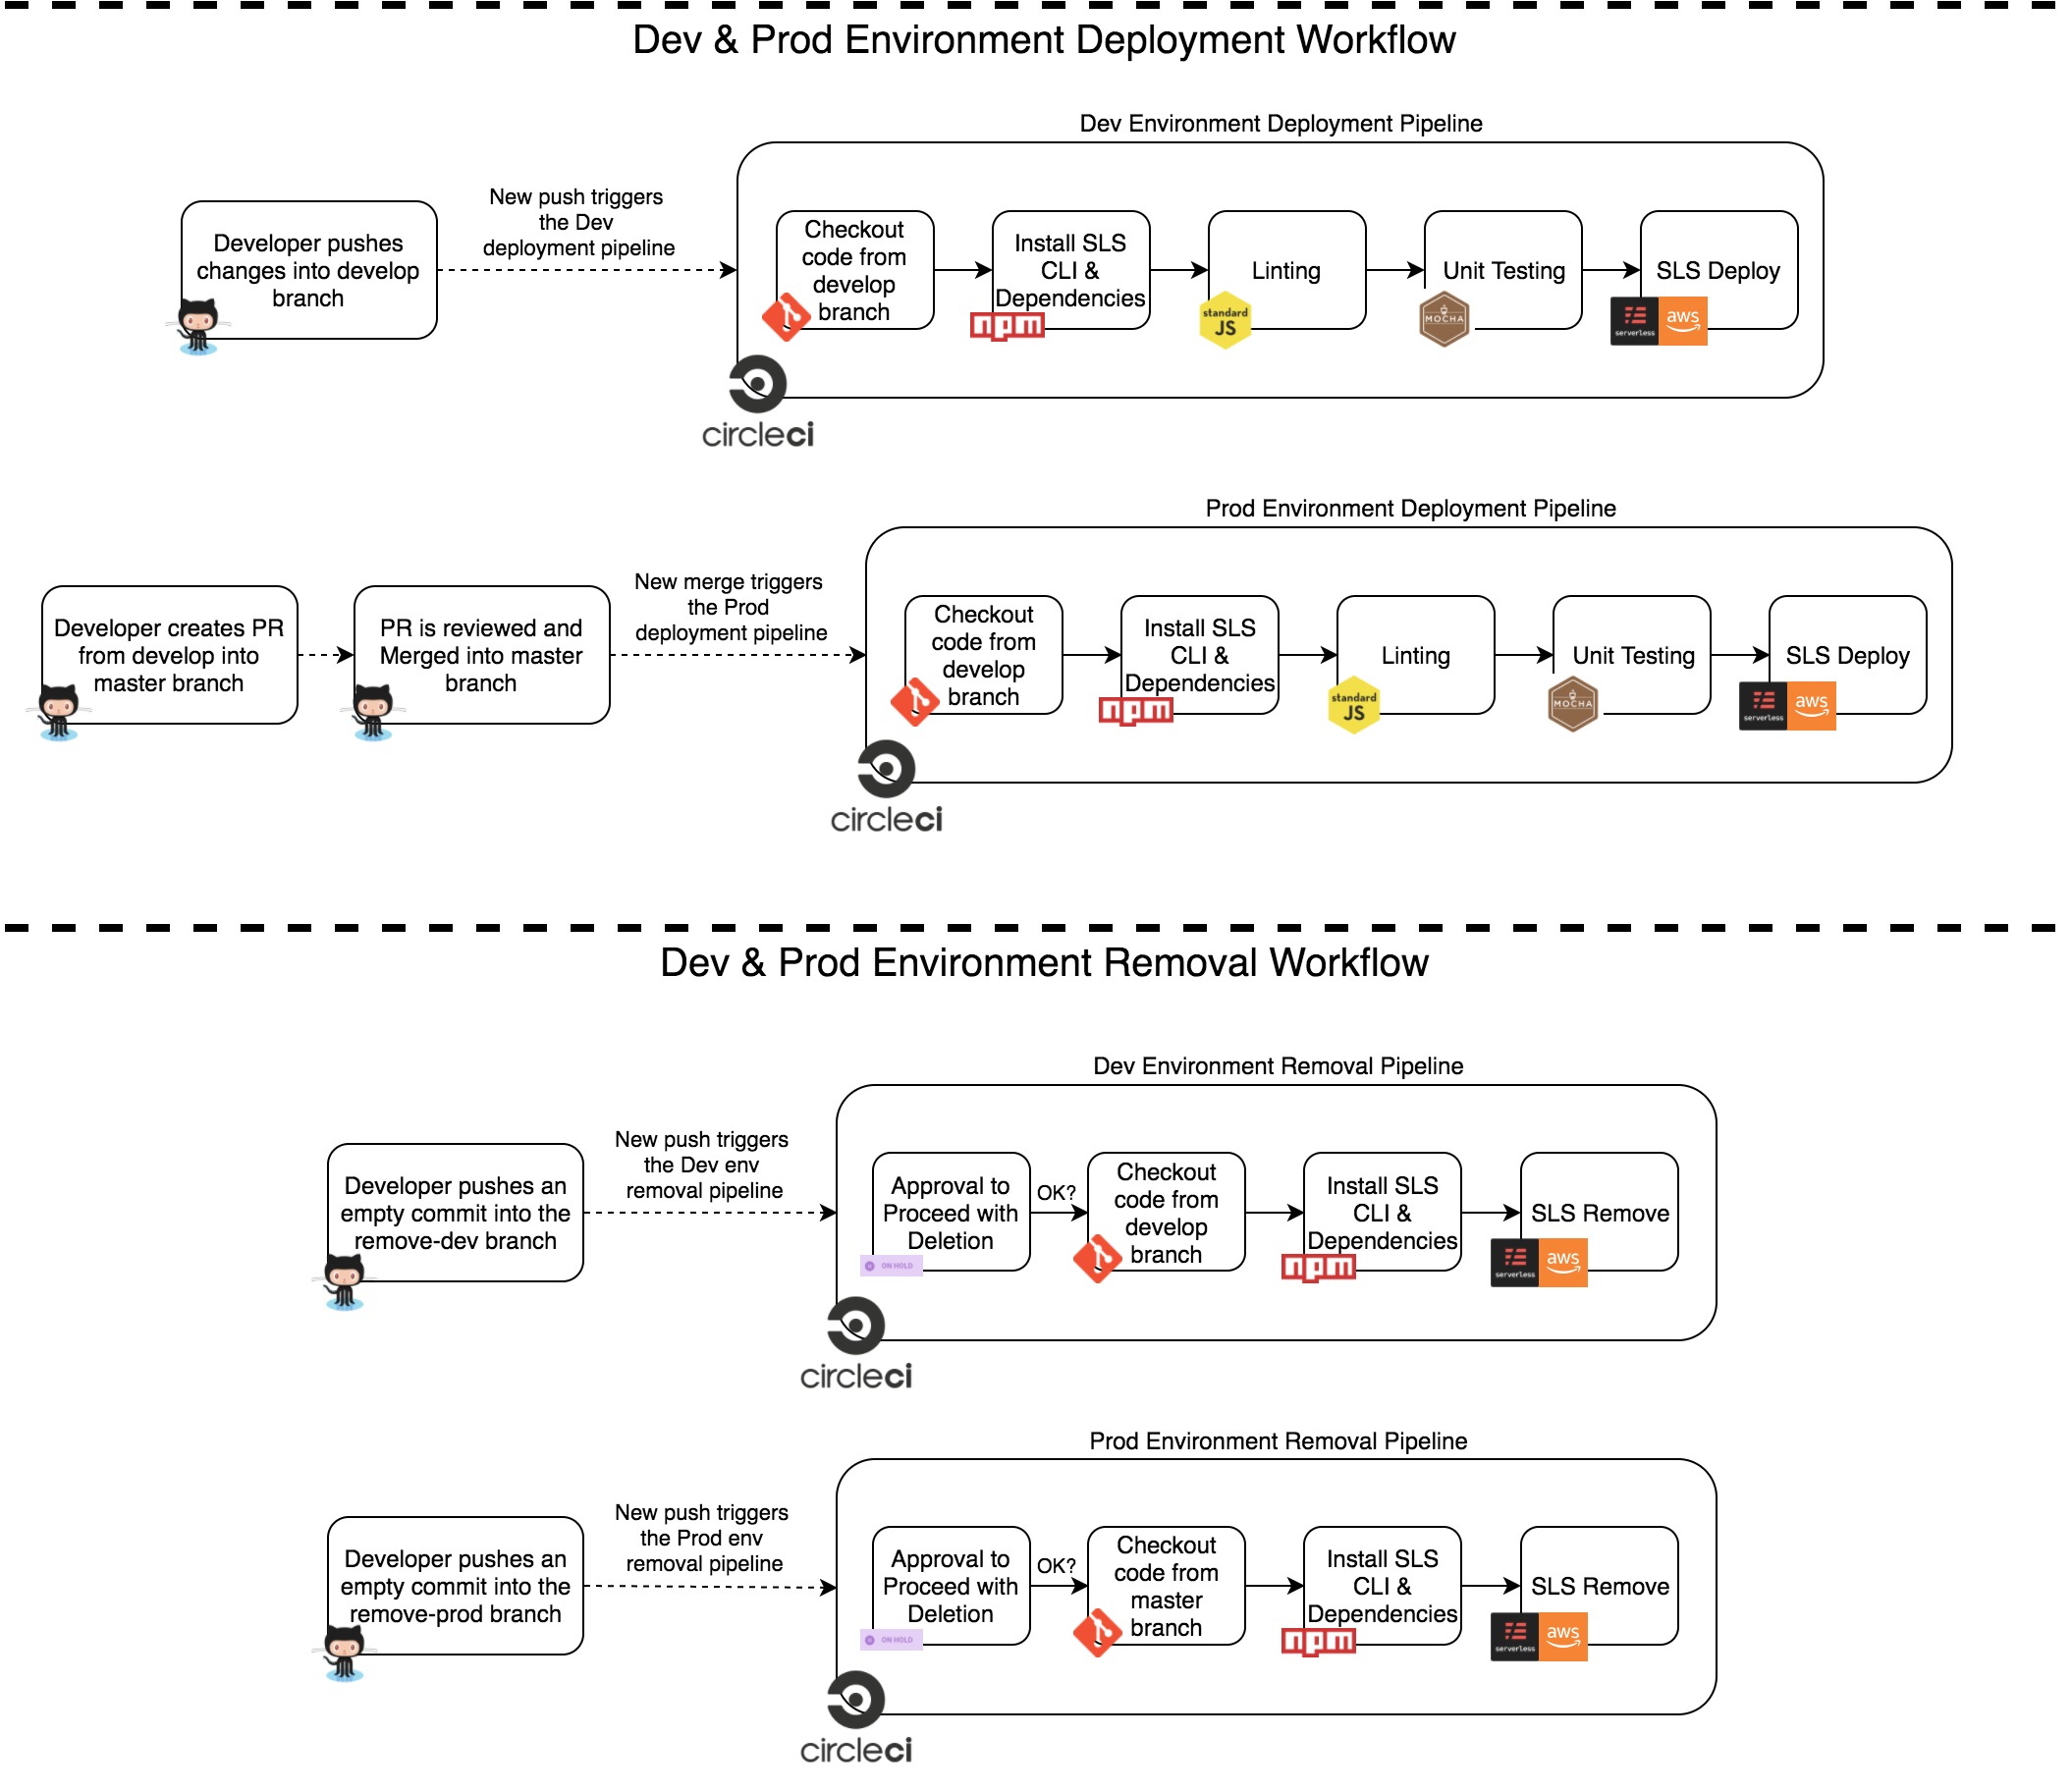 Dev & Prod Environment Deployment Workflow
Dev Environment Deployment Pipeline
Developer pushes
changes into develop
branch
New push triggers
the Dev
deployment pipeline
Checkout
code from
develop
branch
Install SLS
CLI &
Dependencies
npm
Linting
standard
JS
Unit Testing
MOCHA
SLS Deploy
serverless
aws
circleci
Prod Environment Deployment Pipeline
Developer creates PR
from develop into
master branch
PR is reviewed and
Merged into master
branch
New merge triggers
the Prod
deployment pipeline
Checkout
code from
develop
branch
Install SLS
CLI &
Dependencies
npm
Linting
standard
JS
Unit Testing
MOCHA
SLS Deploy
serverless
aws
circleci
Dev & Prod Environment Removal Workflow
Dev Environment Removal Pipeline
Developer pushes an
empty commit into the
remove-dev branch
New push triggers
the Dev env
removal pipeline
Approval to
Proceed with
Deletion
ON HOLD
OK?
Checkout
code from
develop
branch
Install SLS
CLI &
Dependencies
npm
SLS Remove
serverless
aws
circleci
Prod Environment Removal Pipeline
Developer pushes an
empty commit into the
remove-prod branch
New push triggers
the Prod env
removal pipeline
Approval to
Proceed with
Deletion
ON HOLD
OK?
Checkout
code from
master
branch
Install SLS
CLI &
Dependencies
npm
SLS Remove
serverless
aws
circleci